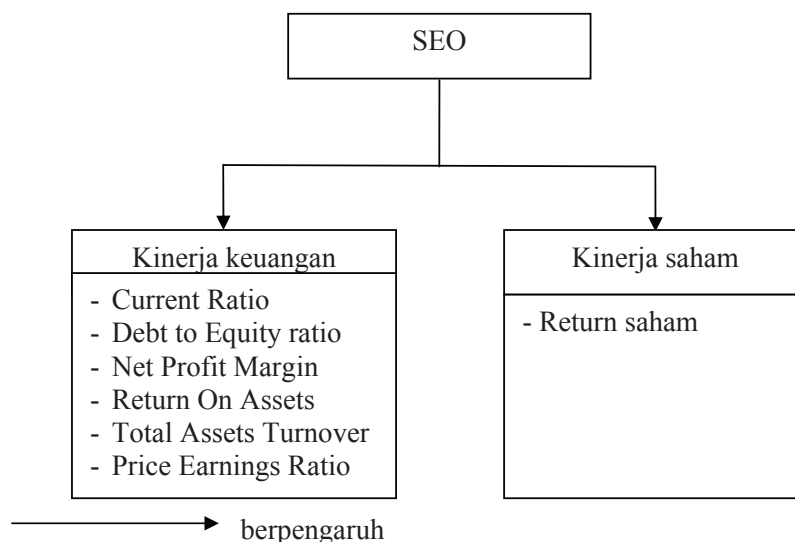 SEO
Kinerja keuangan
- Current Ratio
- Debt to Equity ratio
- Net Profit Margin
- Return On Assets
- Total Assets Turnover
- Price Earnings Ratio
Kinerja saham
- Return saham
berpengaruh